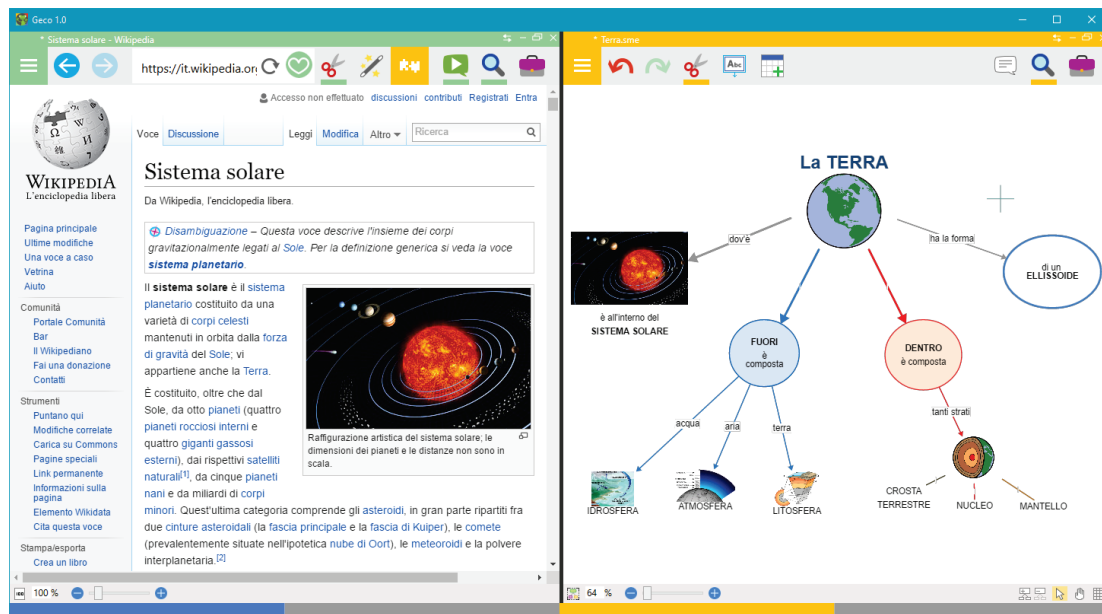 Geco 1.0
* Sistema solare - Wikipedia
https://it.wikipedia.org
Accesso non effettuato discussioni contributi Registrati Entra
Voce Discussione Leggi Modifica Altro Ricerca
WIKIPEDIA
L'enciclopedia libera
Pagina principale
Ultime modifiche
Una voce a caso
Vetrina
Aiuto
Comunità
Portale Comunità
Bar
Il Wikipediano
Fai una donazione
Contatti
Strumenti
Puntano qui
Modifiche correlate
Carica su Commons
Pagine speciali
Link permanente
Informazioni sulla
pagina
Elemento Wikidata
Cita questa voce
Stampa/esporta
Crea un libro
Sistema solare
Da Wikipedia, l'enciclopedia libera.
Disambiguazione – Questa voce descrive l'insieme dei corpi
gravitazionalmente legati al Sole. Per la definizione generica si veda la voce
sistema planetario.
Il sistema solare è il sistema
planetario costituito da una
varietà di corpi celesti
mantenuti in orbita dalla forza
di gravità del Sole; vi
appartiene anche la Terra.
È costituito, oltre che dal
Sole, da otto pianeti (quattro
pianeti rocciosi interni e
quattro giganti gassosi
esterni), dai rispettivi satelliti
naturali[1], da cinque pianeti
nani e da miliardi di corpi
minori. Quest'ultima categoria comprende gli asteroidi, in gran parte ripartiti fra
due cinture asteroidali (la fascia principale e la fascia di Kuiper), le comete
(prevalentemente situate nell'ipotetica nube di Oort), le meteoroidi e la polvere
interplanetaria.[2]
Raffigurazione artistica del sistema solare; le
dimensioni dei pianeti e le distanze non sono in
scala.
100 %
* Terra.sme
Abc
La TERRA
dov'è
ha la forma
è all'interno del
SISTEMA SOLARE
di un
ELLISSOIDE
FUORI
è
composta
DENTRO
è composta
acqua
aria
terra
tanti strati
IDROSFERA
ATMOSFERA
LITOSFERA
CROSTA
TERRESTRE
NUCLEO
MANTELLO
64 %